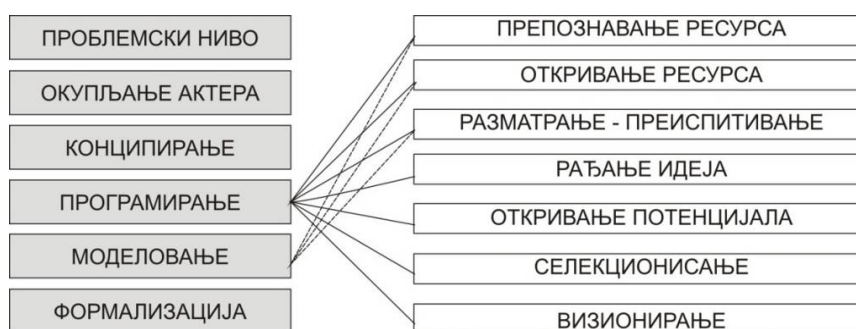 ПРОБЛЕМСКИ НИВО
ОКУПЉАЊЕ АКТЕРА
КОНЦИПИРАЊЕ
ПРОГРАМИРАЊЕ
МОДЕЛОВАЊЕ
ФОРМАЛИЗАЦИЈА
ПРЕПОЗНАВАЊЕ РЕСУРСА
ОТКРИВАЊЕ РЕСУРСА
РАЗМАТРАЊЕ - ПРЕИСПИТИВАЊЕ
РАЂАЊЕ ИДЕЈА
ОТКРИВАЊЕ ПОТЕНЦИЈАЛА
СЕЛЕКЦИОНИСАЊЕ
ВИЗИОНИРАЊЕ